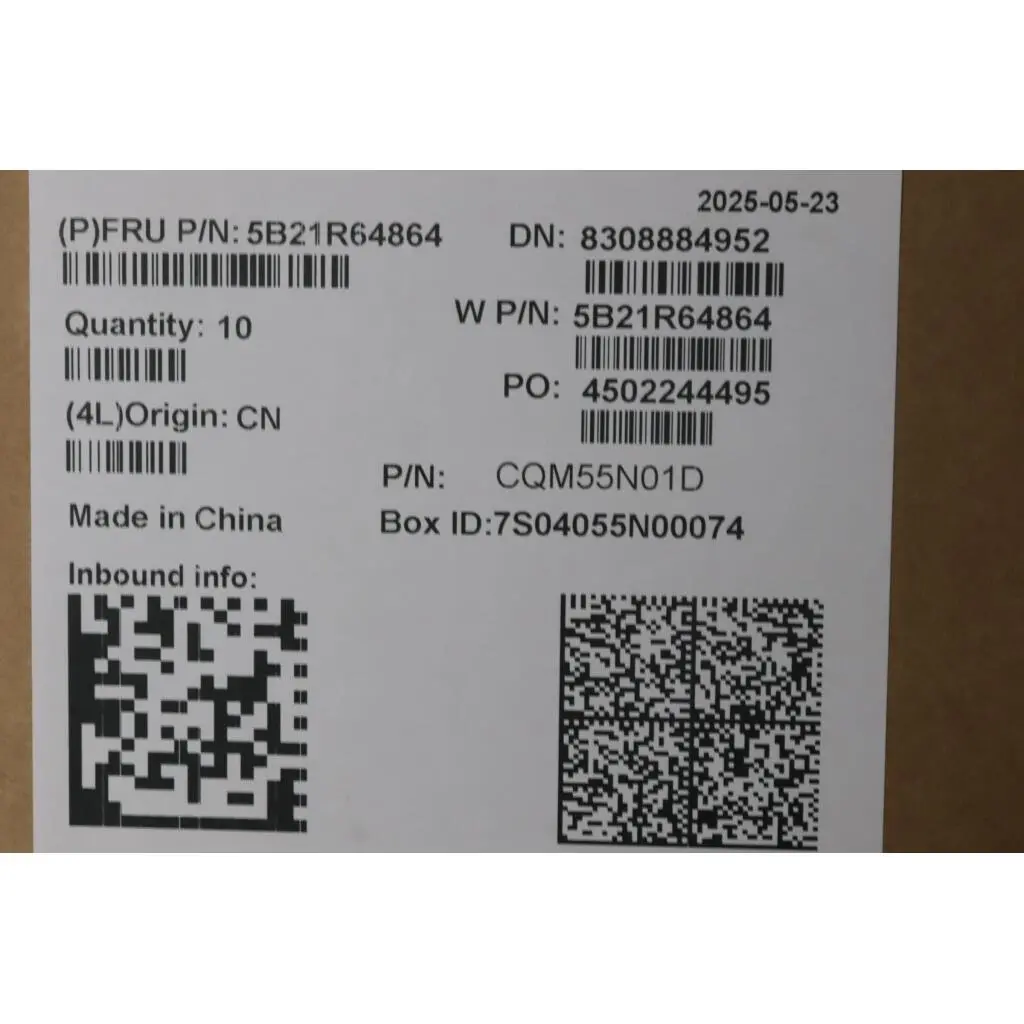 2025-05-23
(P)FRU P/N: 5B21R64864
DN: 8308884952
Quantity: 10
W P/N: 5B21R64864
PO: 4502244495
(4L)Origin: CN
P/N: CQM55N01D
Made in China
Box ID:7S04055N00074
Inbound info: